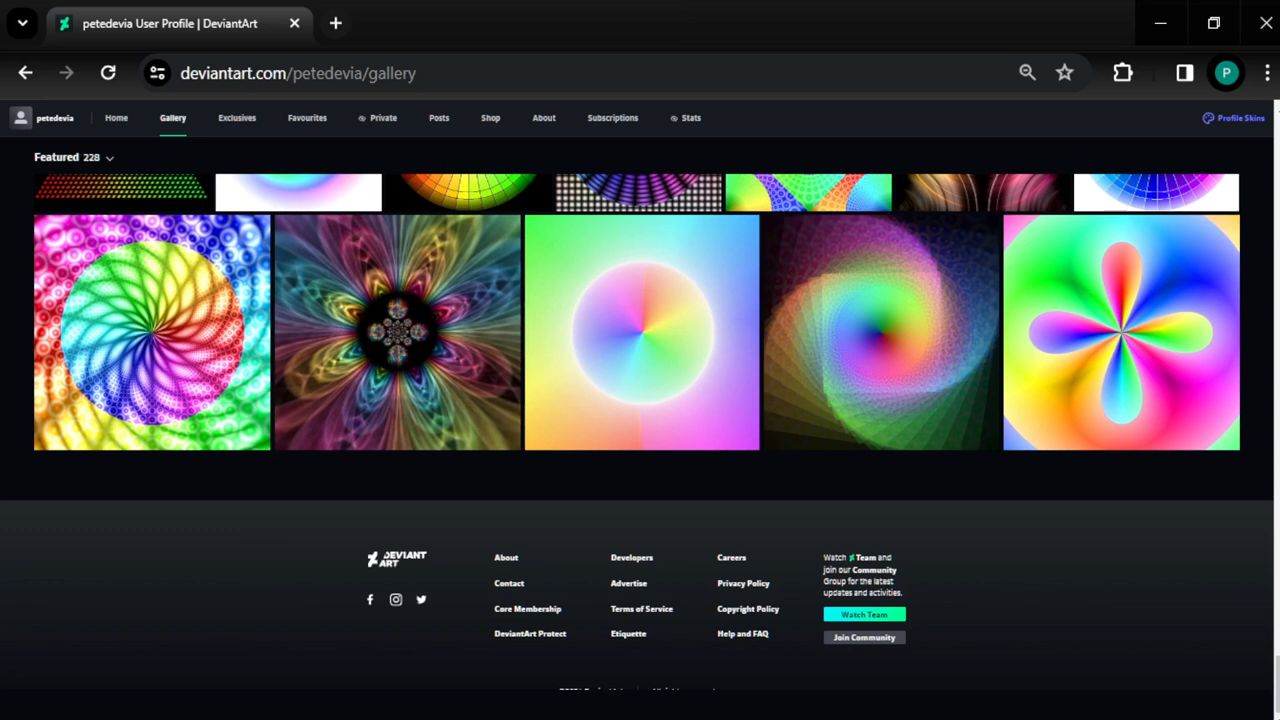 petedevia User Profile | DeviantArt
deviantart.com/petedevia/gallery
P
petedevia Home Gallery Exclusives Favourites Private Posts Shop About Subscriptions Stats Profile Skins
Featured 228
DEVIANT
ART
About
Contact
Core Membership
DeviantArt Protect
Developers
Advertise
Terms of Service
Etiquette
Careers
Privacy Policy
Copyright Policy
Help and FAQ
Watch Team and
join our Community
Group for the latest
updates and activities.
Watch Team
Join Community